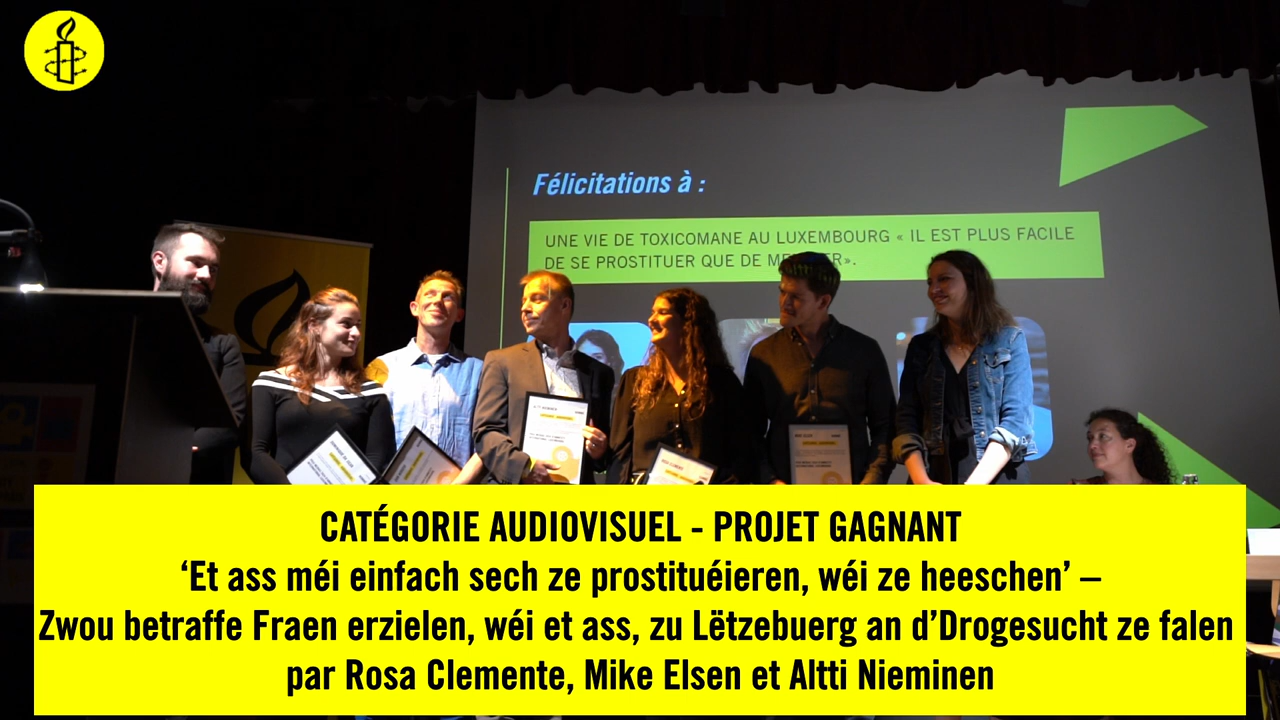 Félicitations à :
UNE VIE DE TOXICOMANE AU LUXEMBOURG « IL EST PLUS FACILE
DE SE PROSTITUER QUE DE
CATÉGORIE AUDIOVISUEL - PROJET GAGNANT
‘Et ass méi einfach sech ze prostituéieren, wéi ze heeschen’ –
Zwou betraffe Fraen erzielen, wéi et ass, zu Lëtzebuerg an d’Drogesucht ze falen
par Rosa Clemente, Mike Elsen et Altti Nieminen